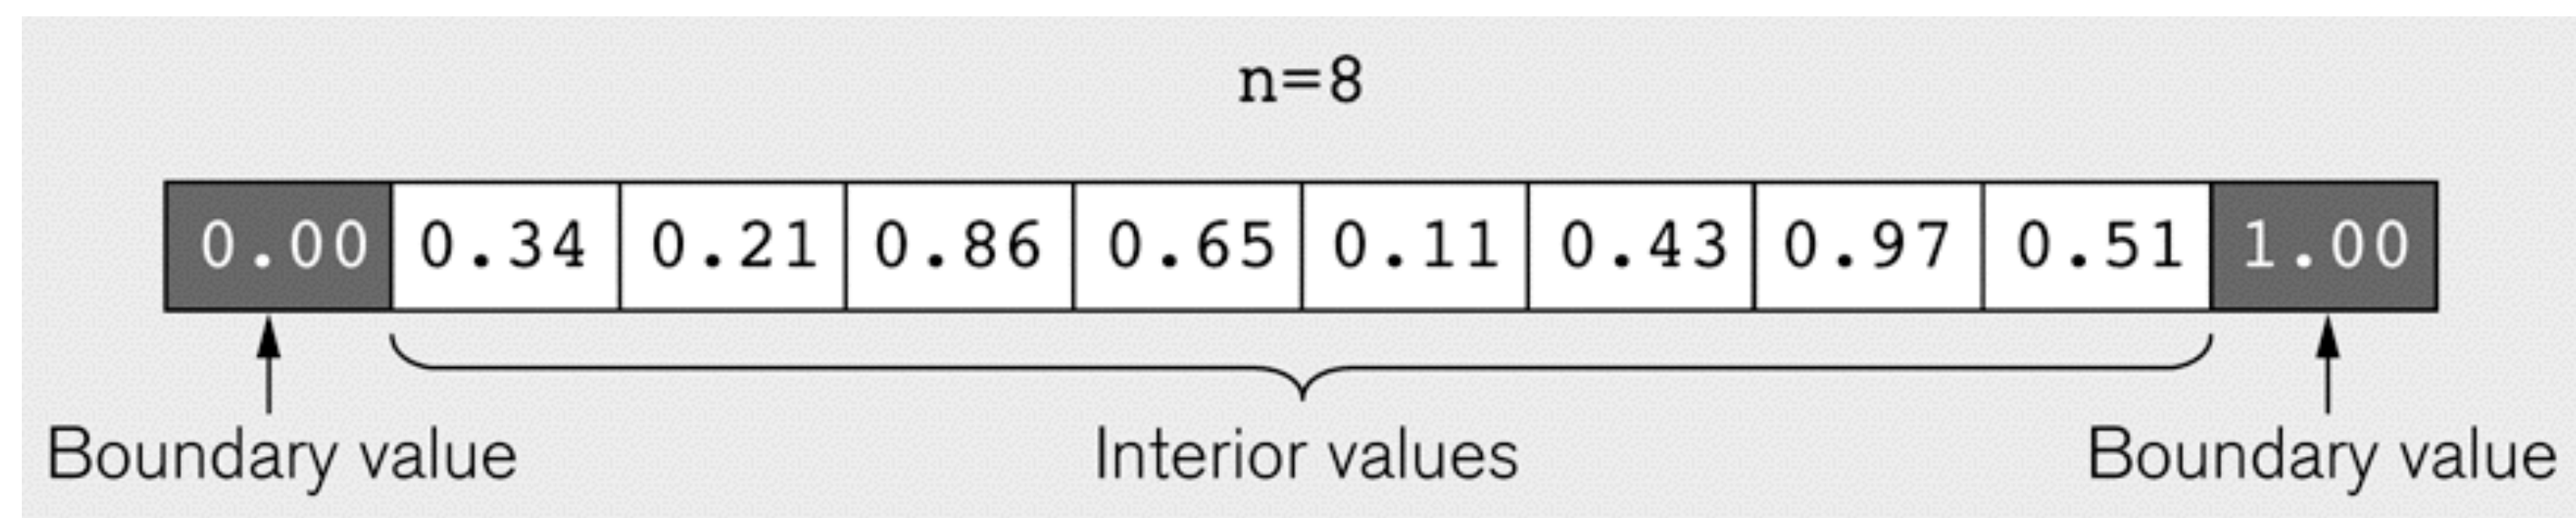 n=8
0.00 0.34 0.21 0.86 0.65 0.11 0.43 0.97 0.51 1.00
Boundary value Interior values Boundary value